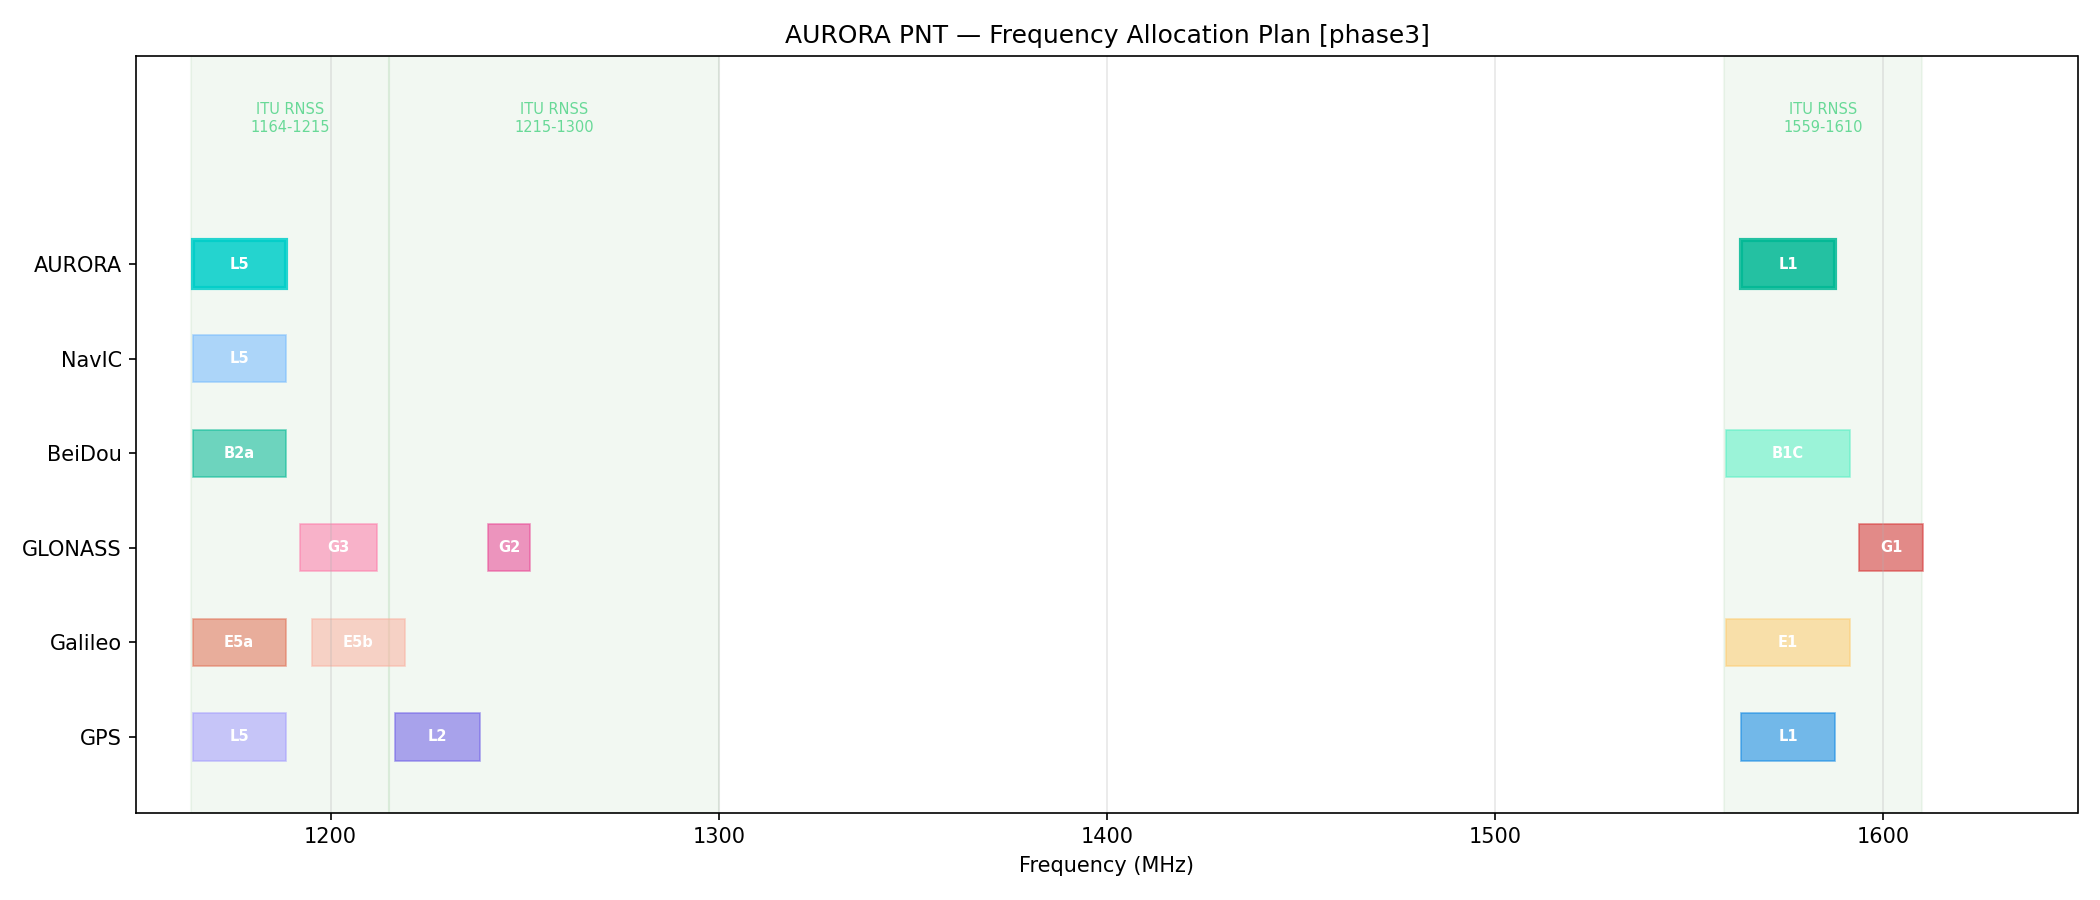 AURORA PNT — Frequency Allocation Plan [phase3]
ITU RNSS
1164-1215
ITU RNSS
1215-1300
ITU RNSS
1559-1610
AURORA
L5
L1
NavIC
L5
BeiDou
B2a
B1C
GLONASS
G3
G2
G1
Galileo
E5a
E5b
E1
GPS
L5
L2
L1
1200
1300
1400
1500
1600
Frequency (MHz)